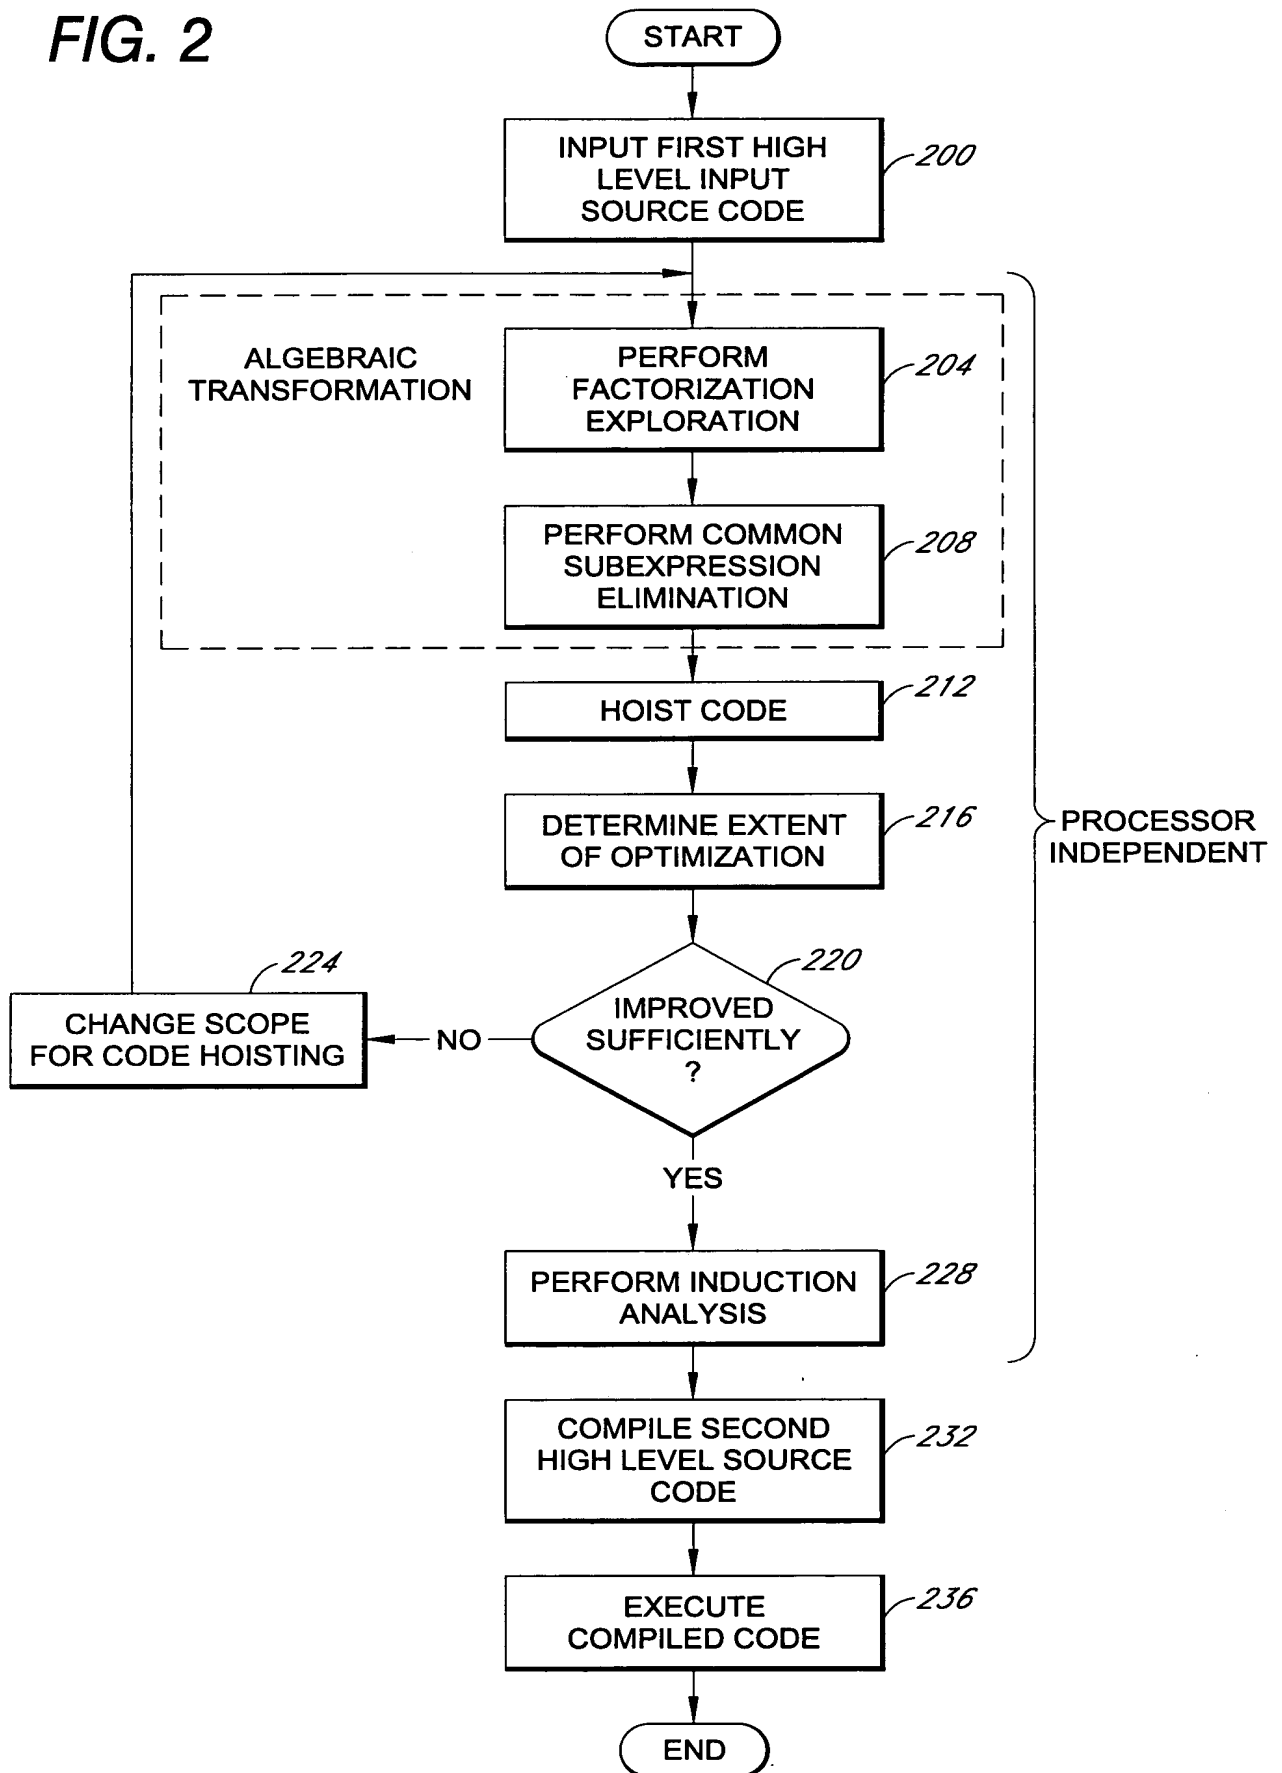 FIG. 2
START
INPUT FIRST HIGH
LEVEL INPUT
SOURCE CODE
200
ALGEBRAIC
TRANSFORMATION
PERFORM
FACTORIZATION
EXPLORATION
204
PERFORM COMMON
SUBEXPRESSION
ELIMINATION
208
HOIST CODE
212
DETERMINE EXTENT
OF OPTIMIZATION
216
PROCESSOR
INDEPENDENT
IMPROVED
SUFFICIENTLY
?
220
NO
CHANGE SCOPE
FOR CODE HOISTING
224
YES
PERFORM INDUCTION
ANALYSIS
228
COMPILE SECOND
HIGH LEVEL SOURCE
CODE
232
EXECUTE
COMPILED CODE
236
END